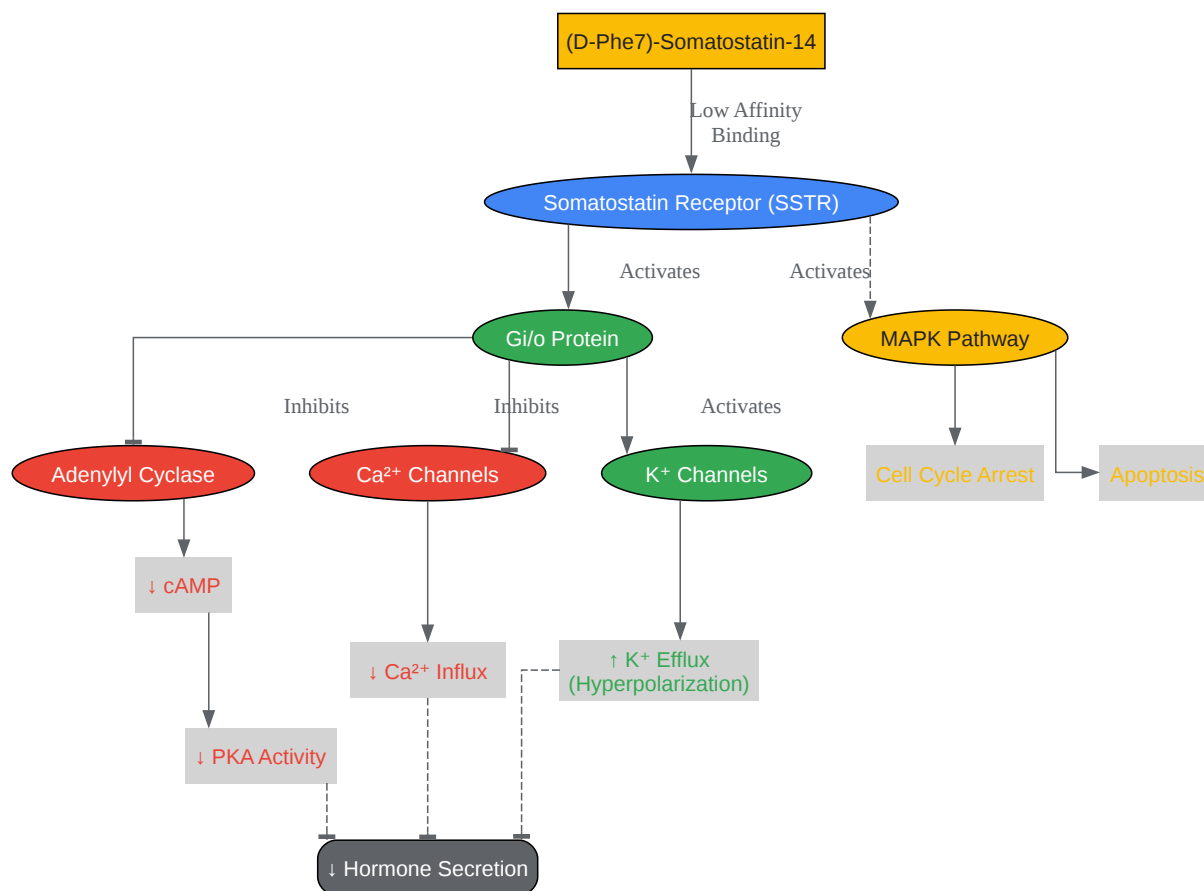 (D-Phe7)-Somatostatin-14
Low Affinity
Binding
Somatostatin Receptor (SSTR)
Activates
Activates
Gi/o Protein
MAPK Pathway
Inhibits
Inhibits
Activates
Adenylyl Cyclase
Ca²⁺ Channels
K⁺ Channels
Cell Cycle Arrest
Apoptosis
↓ cAMP
↓ Ca²⁺ Influx
↑ K⁺ Efflux
(Hyperpolarization)
↓ PKA Activity
↓ Hormone Secretion